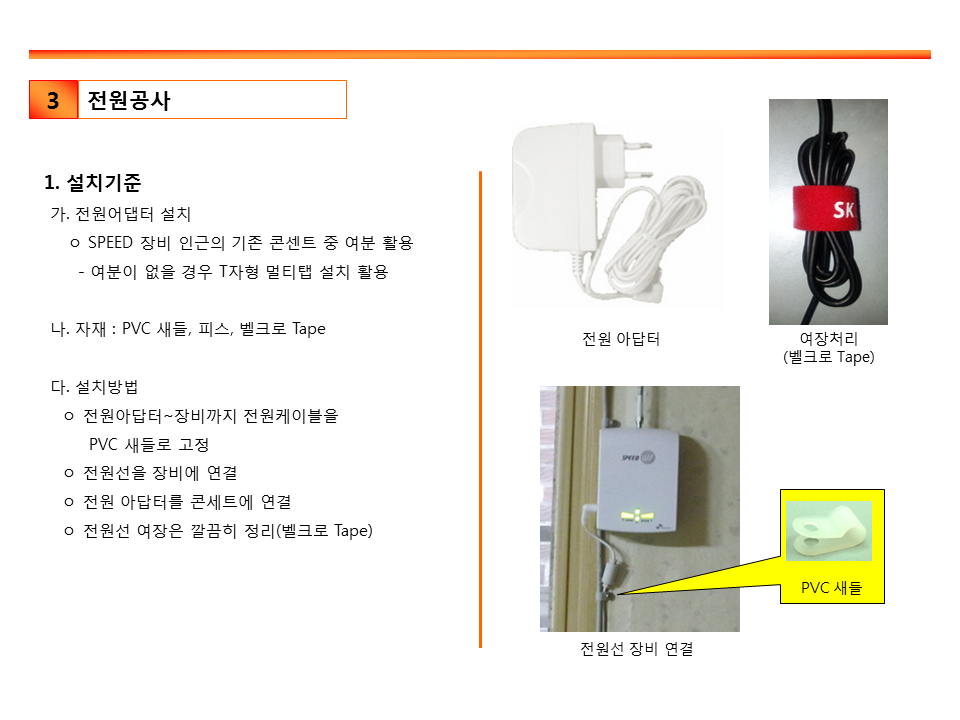 3 전원공사
1. 설치기준
가. 전원어댑터 설치
ㅇ SPEED 장비 인근의 기존 콘센트 중 여분 활용
- 여분이 없을 경우 T자형 멀티탭 설치 활용
나. 자재 : PVC 새들, 피스, 벨크로 Tape
다. 설치방법
ㅇ 전원아답터~장비까지 전원케이블을
PVC 새들로 고정
ㅇ 전원선을 장비에 연결
ㅇ 전원 아답터를 콘세트에 연결
ㅇ 전원선 여장은 깔끔히 정리(벨크로 Tape)
전원 아답터
SK
여장처리
(벨크로 Tape)
SPEED
PVC 새들
전원선 장비 연결